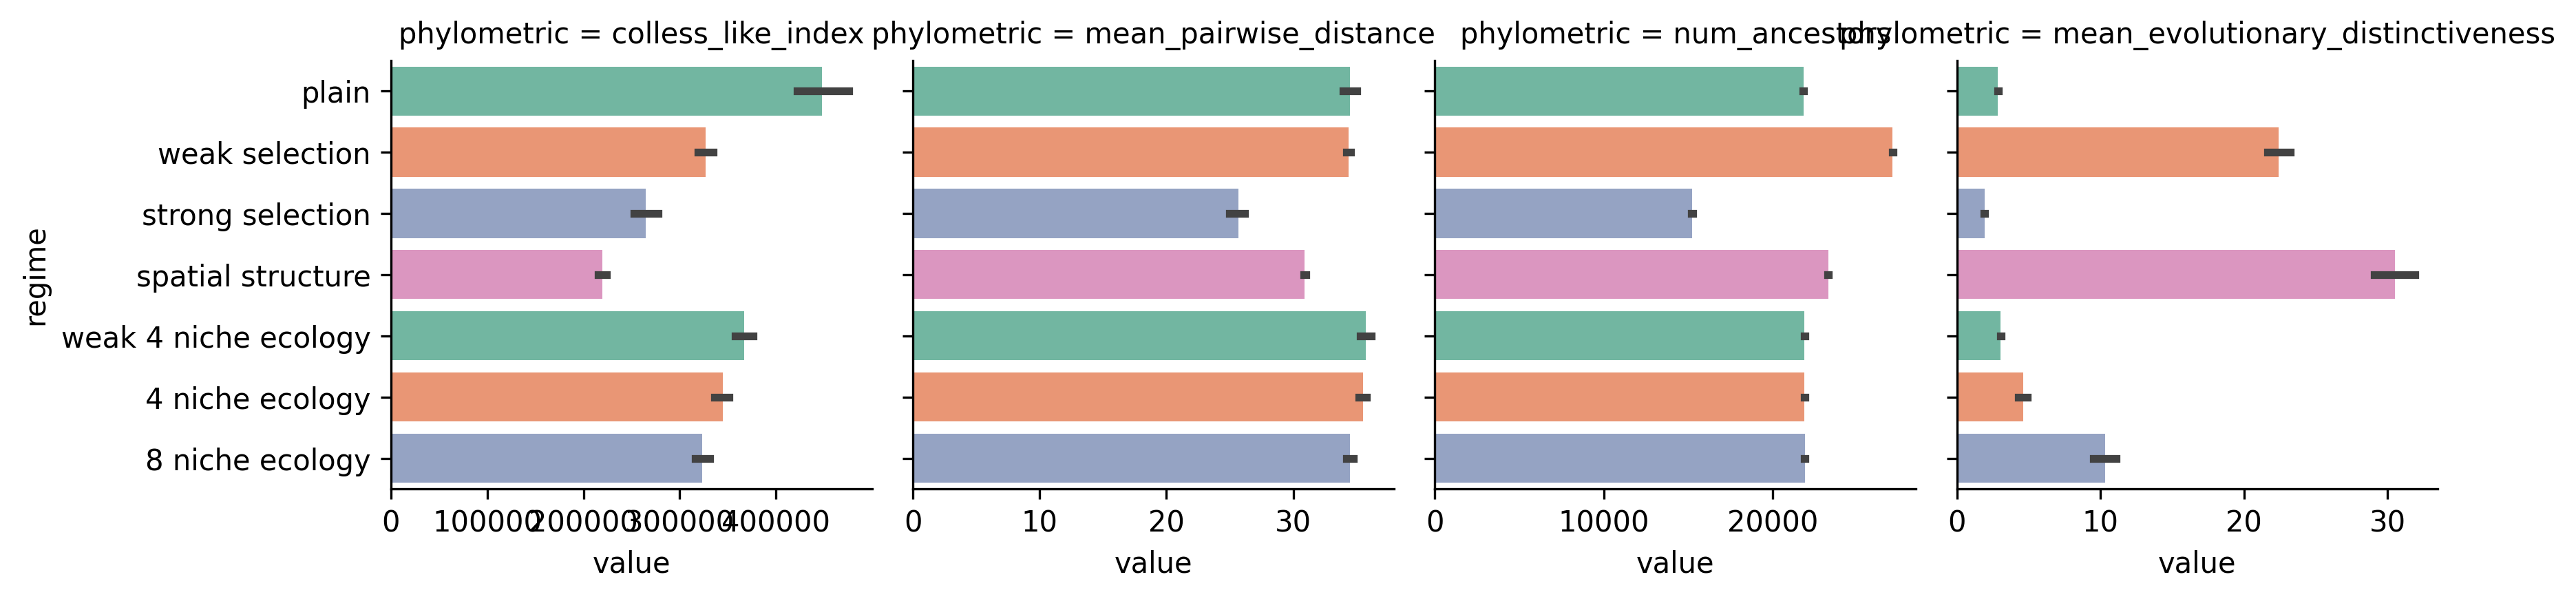 phylometric = colless_like_index
phylometric = mean_pairwise_distance
phylometric = num_ancestors
phylometric = mean_evolutionary_distinctiveness
regime
plain
weak selection
strong selection
spatial structure
weak 4 niche ecology
4 niche ecology
8 niche ecology
0 100000 200000 300000 400000
value
0 10 20 30
value
0 10000 20000
value
0 10 20 30
value